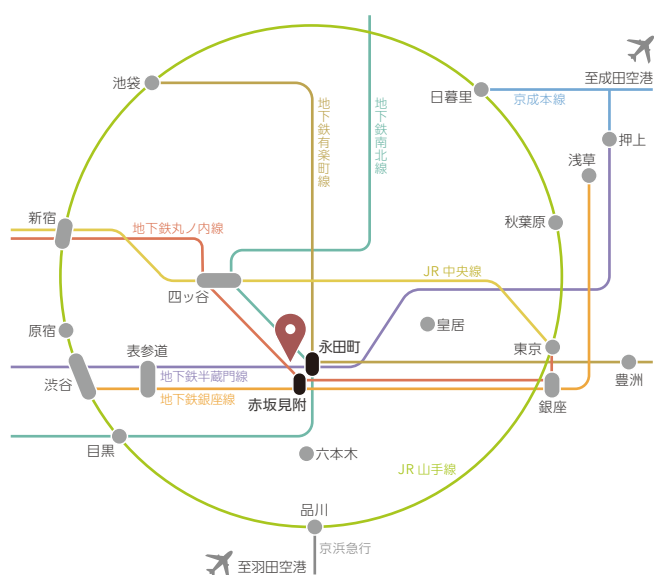 至成田空港
池袋
日暮里
京成本線
地下鉄有楽町線
地下鉄南北線
押上
浅草
新宿
秋葉原
地下鉄丸ノ内線
JR 中央線
四ッ谷
皇居
原宿
永田町
東京
表参道
地下鉄半蔵門線
渋谷
豊洲
地下鉄銀座線
赤坂見附
銀座
目黒
六本木
JR 山手線
品川
京浜急行
至羽田空港